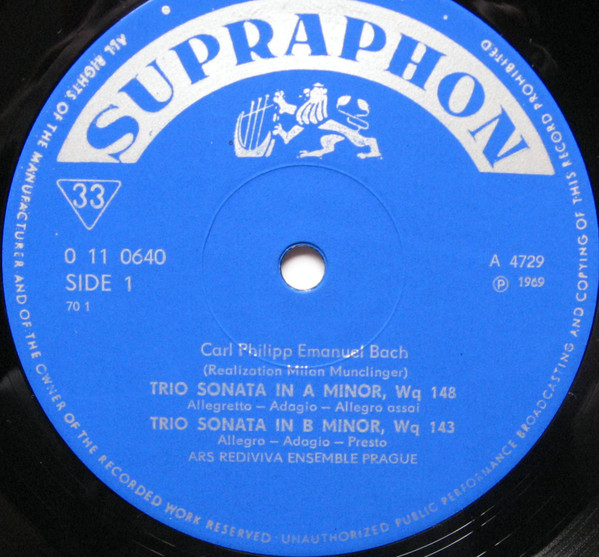 SUPRAPHON
33
0 11 0640
SIDE 1
70 1
A 4729
Ⓟ 1969
Carl Philipp Emanuel Bach
(Realization Milan Munclinger)
TRIO SONATA IN A MINOR, Wq 148
Allegretto – Adagio – Allegro assai
TRIO SONATA IN B MINOR, Wq 143
Allegro – Adagio – Presto
ARS REDIVIVA ENSEMBLE PRAGUE
ALL RIGHTS OF THE MANUFACTURER AND OF THE OWNER OF THE RECORDED WORK RESERVED · UNAUTHORIZED PUBLIC PERFORMANCE BROADCASTING AND COPYING OF THIS RECORD PROHIBITED